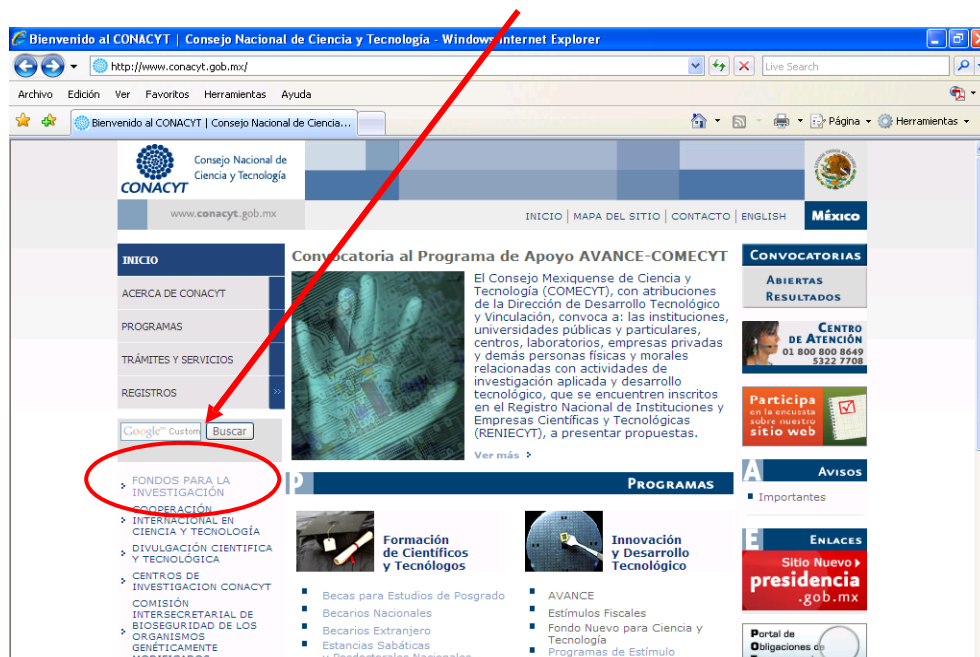 Bienvenido al CONACYT | Consejo Nacional de Ciencia y Tecnología - Windows Internet Explorer
http://www.conacyt.gob.mx/
Live Search
Archivo Edición Ver Favoritos Herramientas Ayuda
Bienvenido al CONACYT | Consejo Nacional de Ciencia...
Página
Herramientas
CONACYT
Consejo Nacional de
Ciencia y Tecnología
www.conacyt.gob.mx
INICIO | MAPA DEL SITIO | CONTACTO | ENGLISH
México
INICIO
ACERCA DE CONACYT
PROGRAMAS
TRÁMITES Y SERVICIOS
REGISTROS
Google™ Custom
Buscar
FONDOS PARA LA
INVESTIGACIÓN
COOPERACIÓN
INTERNACIONAL EN
CIENCIA Y TECNOLOGÍA
DIVULGACIÓN CIENTIFICA
Y TECNOLÓGICA
CENTROS DE
INVESTIGACION CONACYT
COMISIÓN
INTERSECRETARIAL DE
BIOSEGURIDAD DE LOS
ORGANISMOS
GENÉTICAMENTE
MODIFICADOS
Convocatoria al Programa de Apoyo AVANCE-COMECYT
El Consejo Mexiquense de Ciencia y
Tecnología (COMECYT), con atribuciones
de la Dirección de Desarrollo Tecnológico
y Vinculación, convoca a: las instituciones,
universidades públicas y particulares,
centros, laboratorios, empresas privadas
y demás personas físicas y morales
relacionadas con actividades de
investigación aplicada y desarrollo
tecnológico, que se encuentren inscritos
en el Registro Nacional de Instituciones y
Empresas Científicas y Tecnológicas
(RENIECYT), a presentar propuestas.
Ver más
P
PROGRAMAS
Formación
de Científicos
y Tecnólogos
Becas para Estudios de Posgrado
Becarios Nacionales
Becarios Extranjero
Estancias Sabáticas
y Posdoctorales Nacionales
Innovación
y Desarrollo
Tecnológico
AVANCE
Estímulos Fiscales
Fondo Nuevo para Ciencia y
Tecnología
Programas de Estímulo
CONVOCATORIAS
ABIERTAS
RESULTADOS
CENTRO
DE ATENCIÓN
01 800 800 8649
5322 7708
Participa
en la encuesta
sobre nuestro
sitio web
A
AVISOS
Importantes
E
ENLACES
Sitio Nuevo
presidencia
.gob.mx
Portal de
Obligaciones de